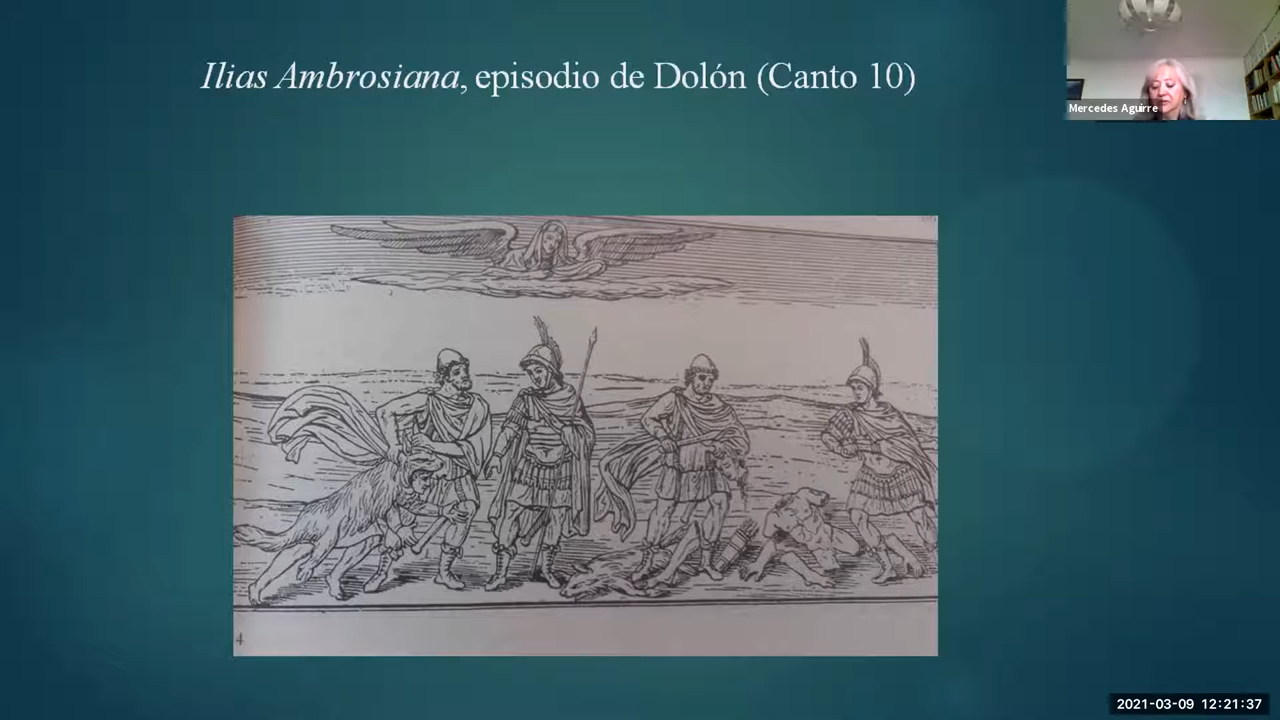 Ilias Ambrosiana, episodio de Dolón (Canto 10)
Mercedes Aguirre
4
2021-03-09 12:21:37